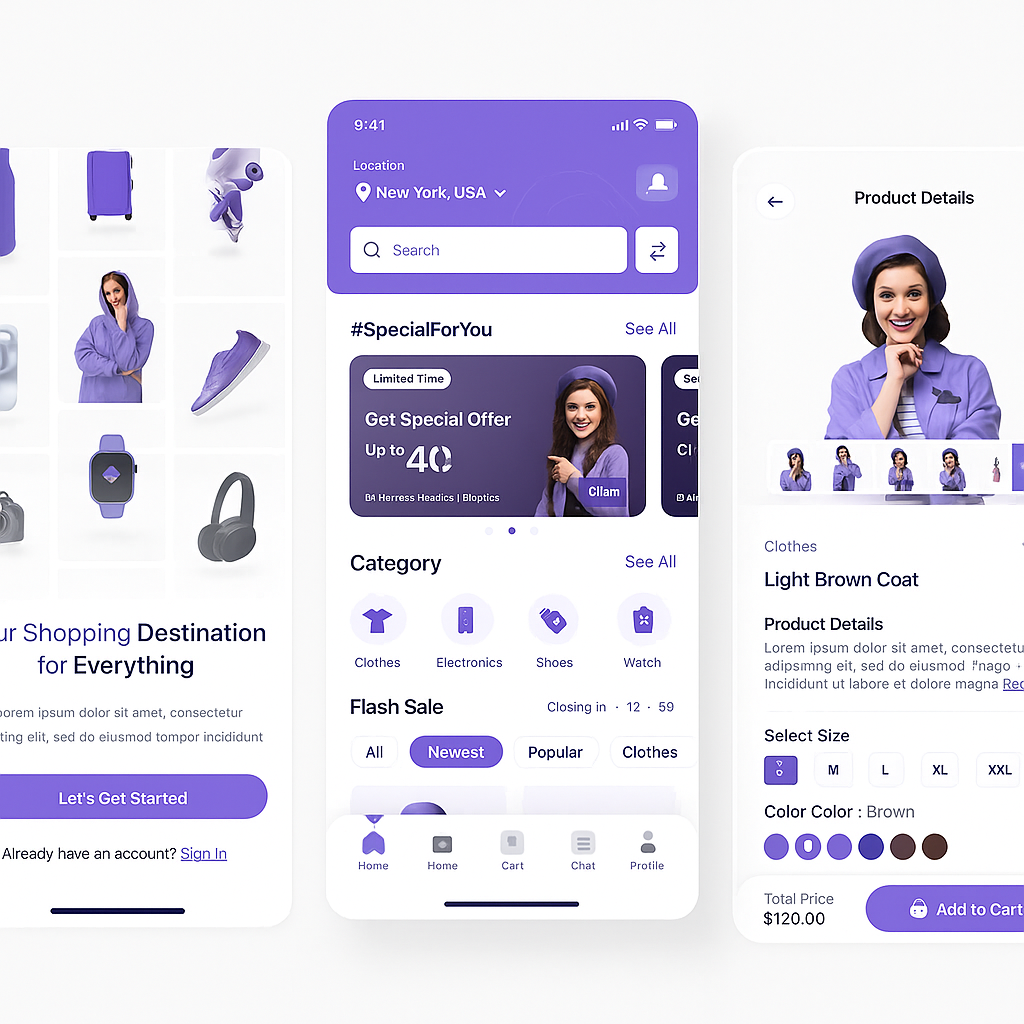 ur Shopping Destination
for Everything
orem ipsum dolor sit amet, consectetur
ting elit, sed do eiusmod tompor incididunt
Let's Get Started
Already have an account? Sign In
9:41
Location
New York, USA
Search
#SpecialForYou
See All
Limited Time
Get Special Offer
Up to 40
BA Herress Headics | Bloptics
Cllam
Ge
Category
See All
Clothes
Electronics
Shoes
Watch
Flash Sale
Closing in · 12 · 59
All
Newest
Popular
Clothes
Home
Home
Cart
Chat
Profile
Product Details
Clothes
Light Brown Coat
Product Details
Lorem ipsum dolor sit amet, consectetu
adipsmng eit, sed do eiusmod
Incididunt ut labore et dolore magna
Select Size
M
L
XL
XXL
Color Color : Brown
Total Price
$120.00
Add to Cart